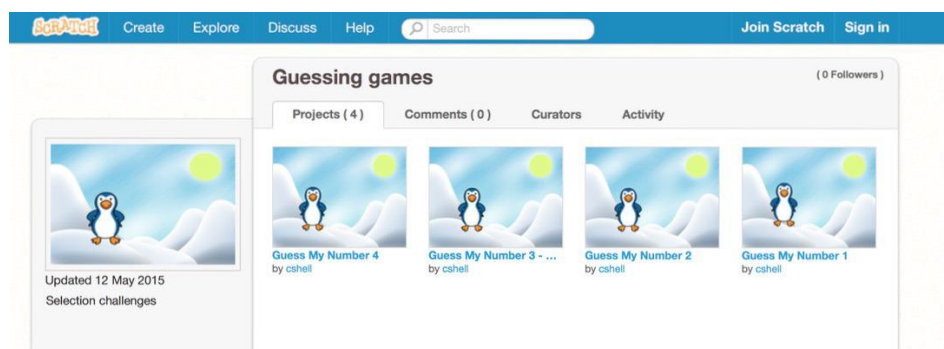 SCRATCH Create Explore Discuss Help Search Join Scratch Sign in
Guessing games ( 0 Followers )
Projects ( 4 ) Comments ( 0 ) Curators Activity
Guess My Number 4 Guess My Number 3 - ... Guess My Number 2 Guess My Number 1
by cshell by cshell by cshell by cshell
Updated 12 May 2015
Selection challenges